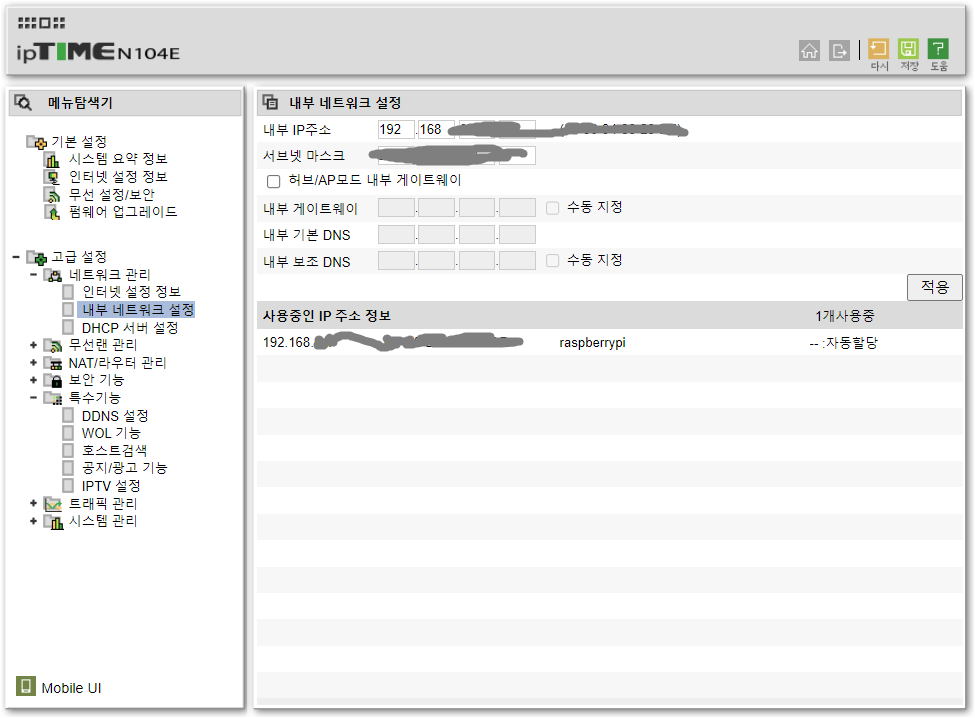 ipTIME N104E
다시 저장 도움
메뉴탐색기
기본 설정
시스템 요약 정보
인터넷 설정 정보
무선 설정/보안
펌웨어 업그레이드
고급 설정
네트워크 관리
인터넷 설정 정보
내부 네트워크 설정
DHCP 서버 설정
무선랜 관리
NAT/라우터 관리
보안 기능
특수기능
DDNS 설정
WOL 기능
호스트검색
공지/광고 기능
IPTV 설정
트래픽 관리
시스템 관리
Mobile UI
내부 네트워크 설정
내부 IP주소 192 .168
서브넷 마스크
허브/AP모드 내부 게이트웨이
내부 게이트웨이 . . . 수동 지정
내부 기본 DNS . . .
내부 보조 DNS . . . 수동 지정
적용
사용중인 IP 주소 정보 1개사용중
192.168. raspberrypi -- :자동할당